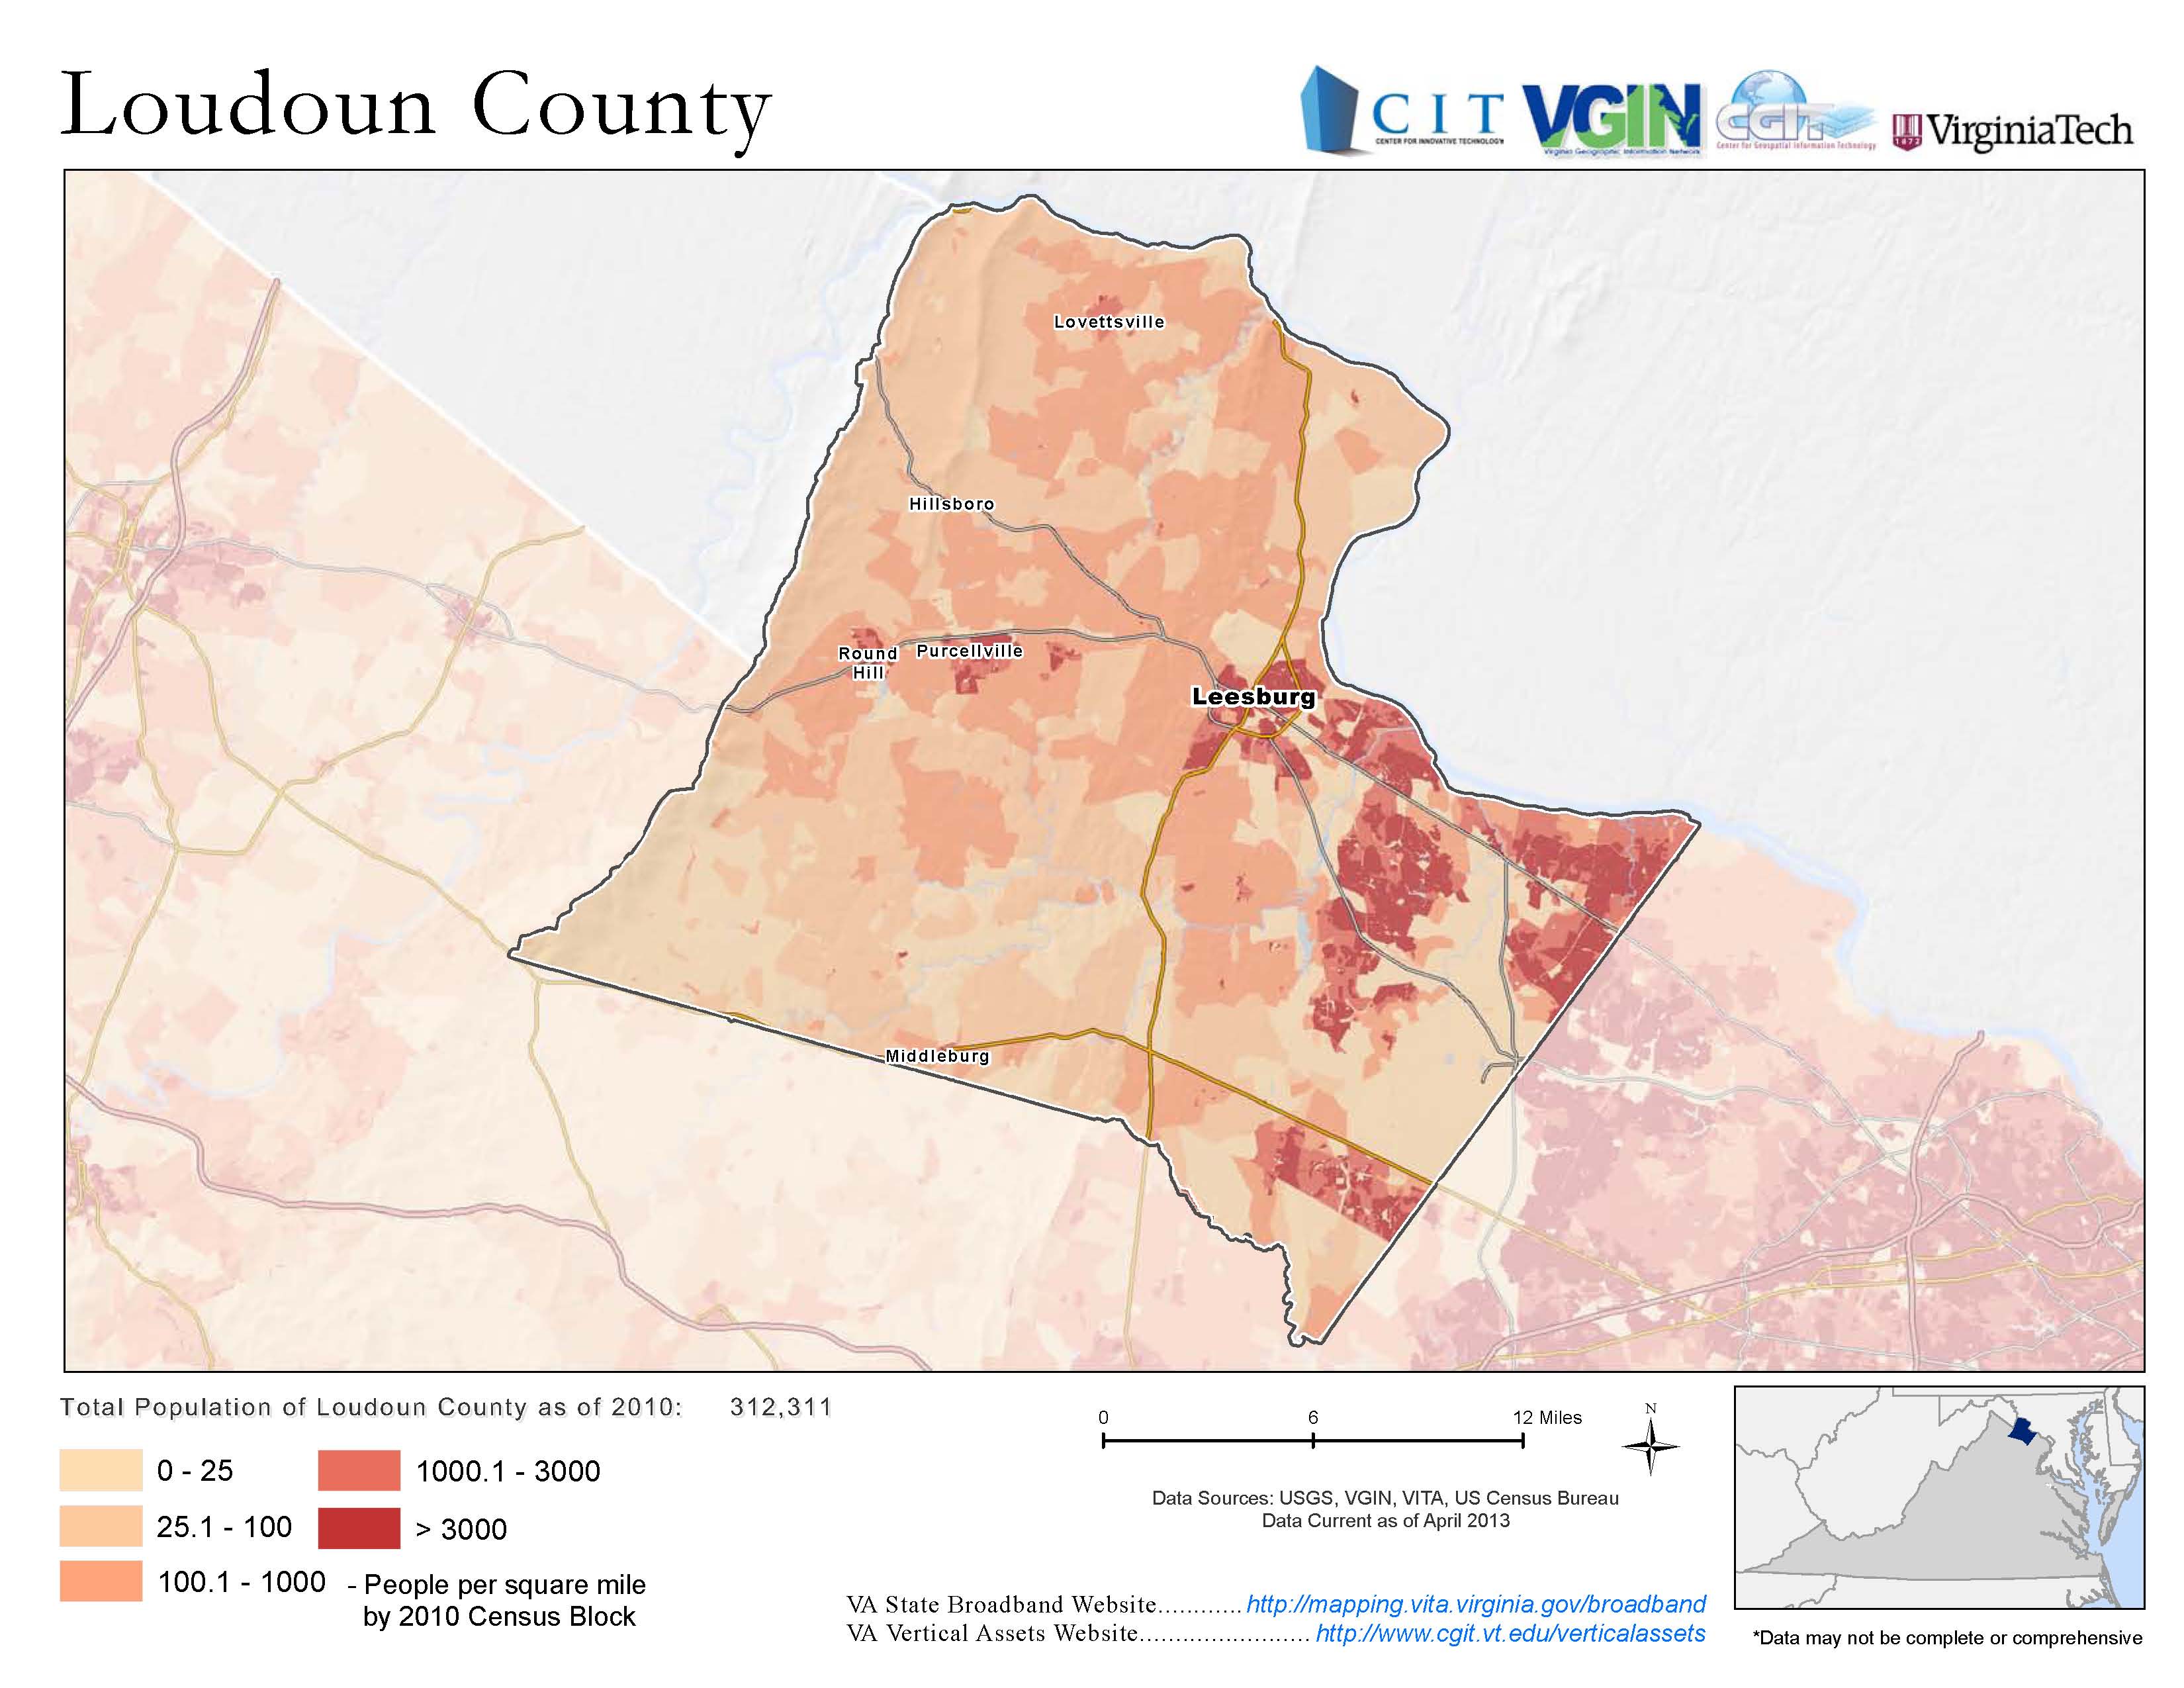 Loudoun County
CIT
CENTER FOR INNOVATIVE TECHNOLOGY
VGIN
Virginia Geographic Information Network
CGIT
Center for Geospatial Information Technology
1872
VirginiaTech
Lovettsville
Hillsboro
Round
Hill
Purcellville
Leesburg
Middleburg
Total Population of Loudoun County as of 2010: 312,311
0 - 25
25.1 - 100
100.1 - 1000
1000.1 - 3000
> 3000
- People per square mile
by 2010 Census Block
0 6 12 Miles
N
Data Sources: USGS, VGIN, VITA, US Census Bureau
Data Current as of April 2013
VA State Broadband Website............http://mapping.vita.virginia.gov/broadband
VA Vertical Assets Website........................http://www.cgit.vt.edu/verticalassets
*Data may not be complete or comprehensive